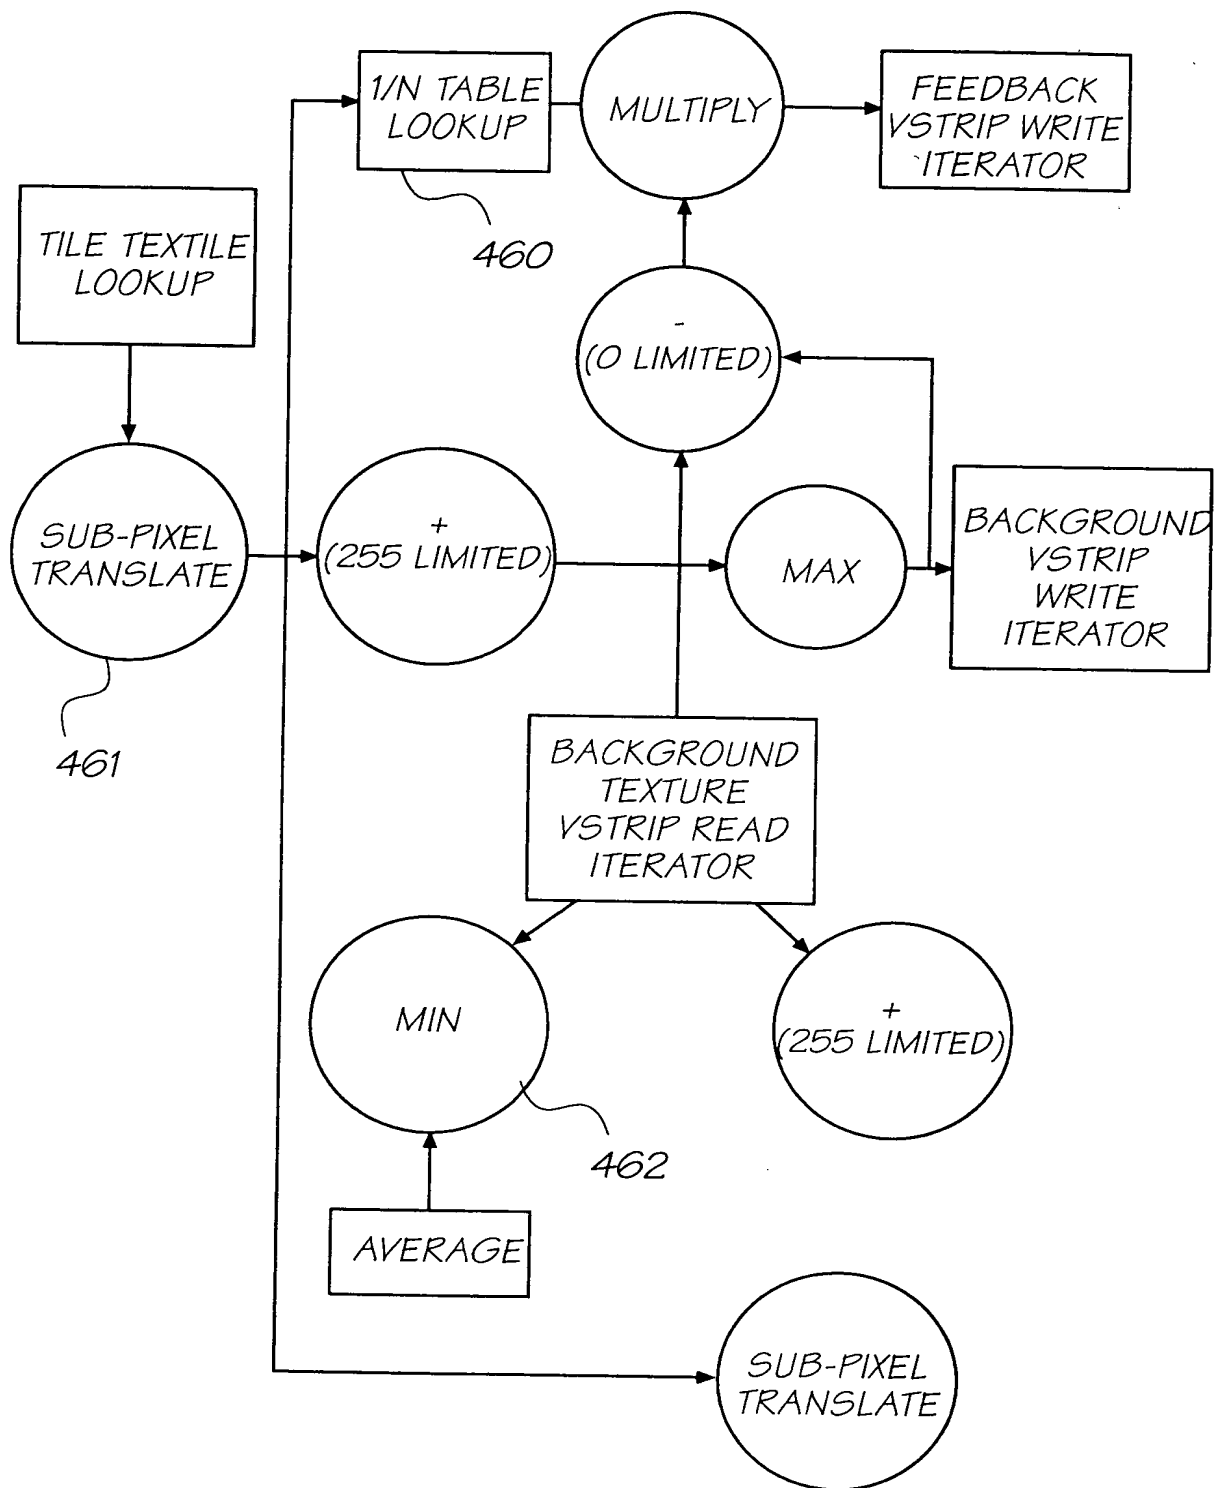 1/N TABLE
LOOKUP
MULTIPLY
FEEDBACK
VSTRIP WRITE
ITERATOR
460
TILE TEXTILE
LOOKUP
-
(0 LIMITED)
SUB-PIXEL
TRANSLATE
461
+
(255 LIMITED)
MAX
BACKGROUND
VSTRIP
WRITE
ITERATOR
BACKGROUND
TEXTURE
VSTRIP READ
ITERATOR
MIN
462
+
(255 LIMITED)
AVERAGE
SUB-PIXEL
TRANSLATE